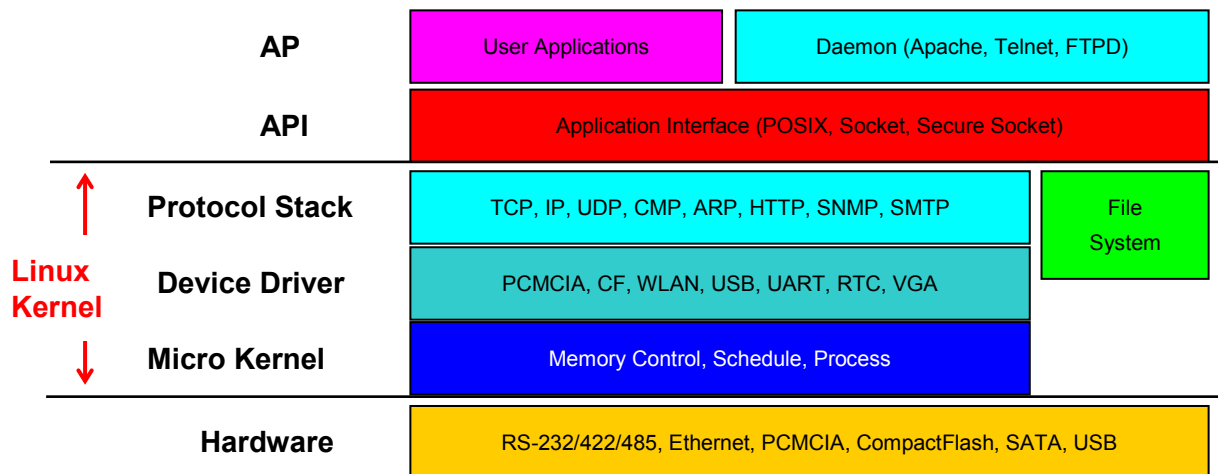 AP
User Applications
Daemon (Apache, Telnet, FTPD)
API
Application Interface (POSIX, Socket, Secure Socket)
Protocol Stack
TCP, IP, UDP, CMP, ARP, HTTP, SNMP, SMTP
File
System
Linux
Kernel
Device Driver
PCMCIA, CF, WLAN, USB, UART, RTC, VGA
Micro Kernel
Memory Control, Schedule, Process
Hardware
RS-232/422/485, Ethernet, PCMCIA, CompactFlash, SATA, USB